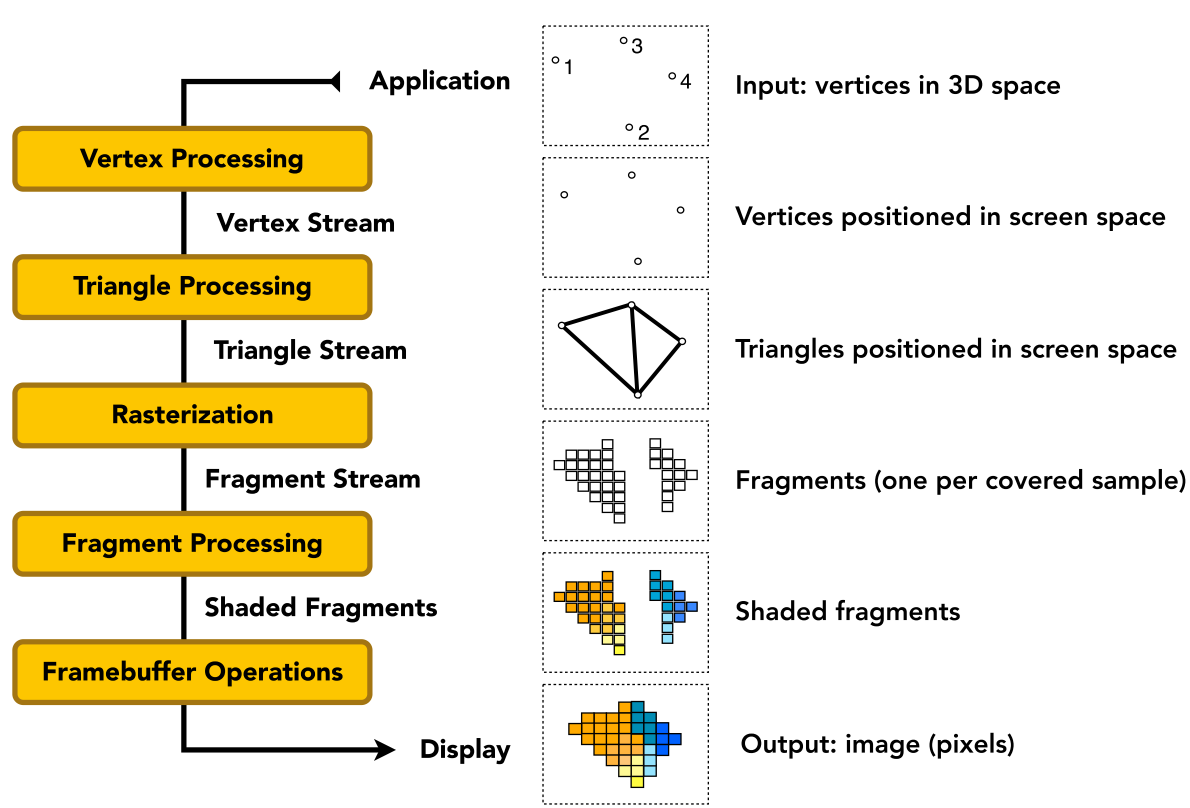 Application
3
1
4
2
Input: vertices in 3D space
Vertex Processing
Vertex Stream
Vertices positioned in screen space
Triangle Processing
Triangle Stream
Triangles positioned in screen space
Rasterization
Fragment Stream
Fragments (one per covered sample)
Fragment Processing
Shaded Fragments
Shaded fragments
Framebuffer Operations
Display
Output: image (pixels)